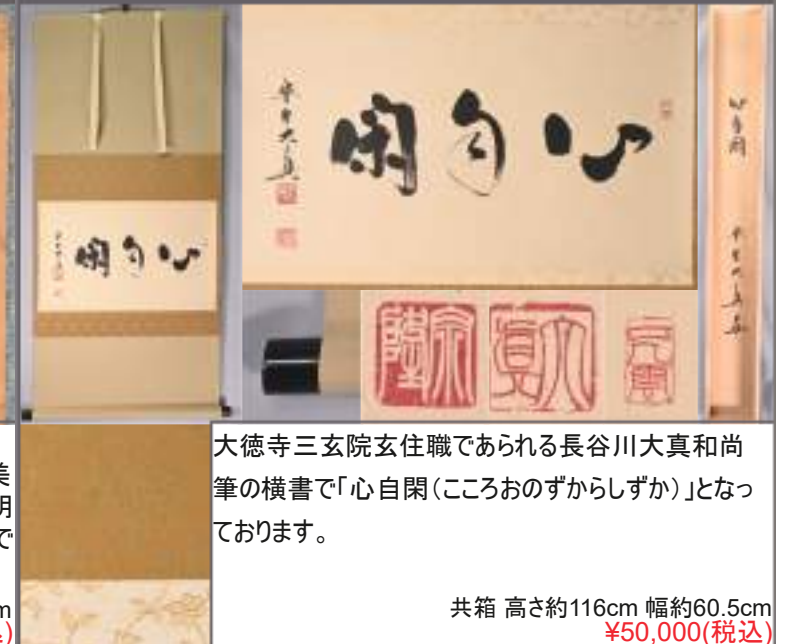 心自閑
大徳寺三玄院玄住職であられる長谷川大真和尚
筆の横書で「心自閑(こころおのずからしずか)」となっ
ております。
共箱 高さ約116cm 幅約60.5cm
¥50,000(税込)
美
明
で
m
)